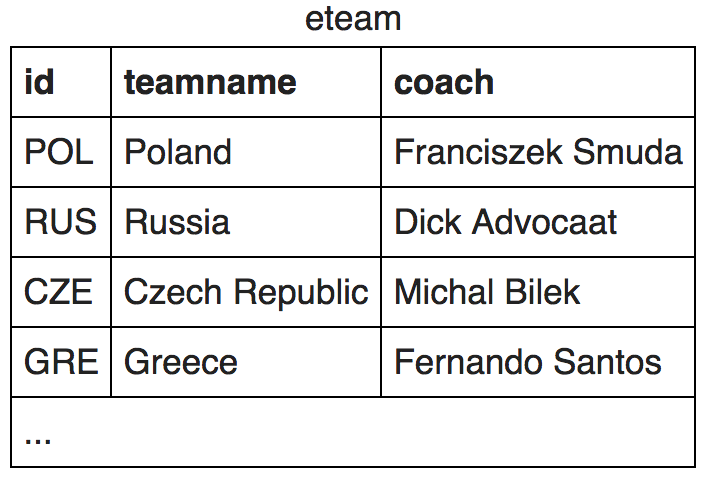 eteam
id teamname coach
POL Poland Franciszek Smuda
RUS Russia Dick Advocaat
CZE Czech Republic Michal Bilek
GRE Greece Fernando Santos
...